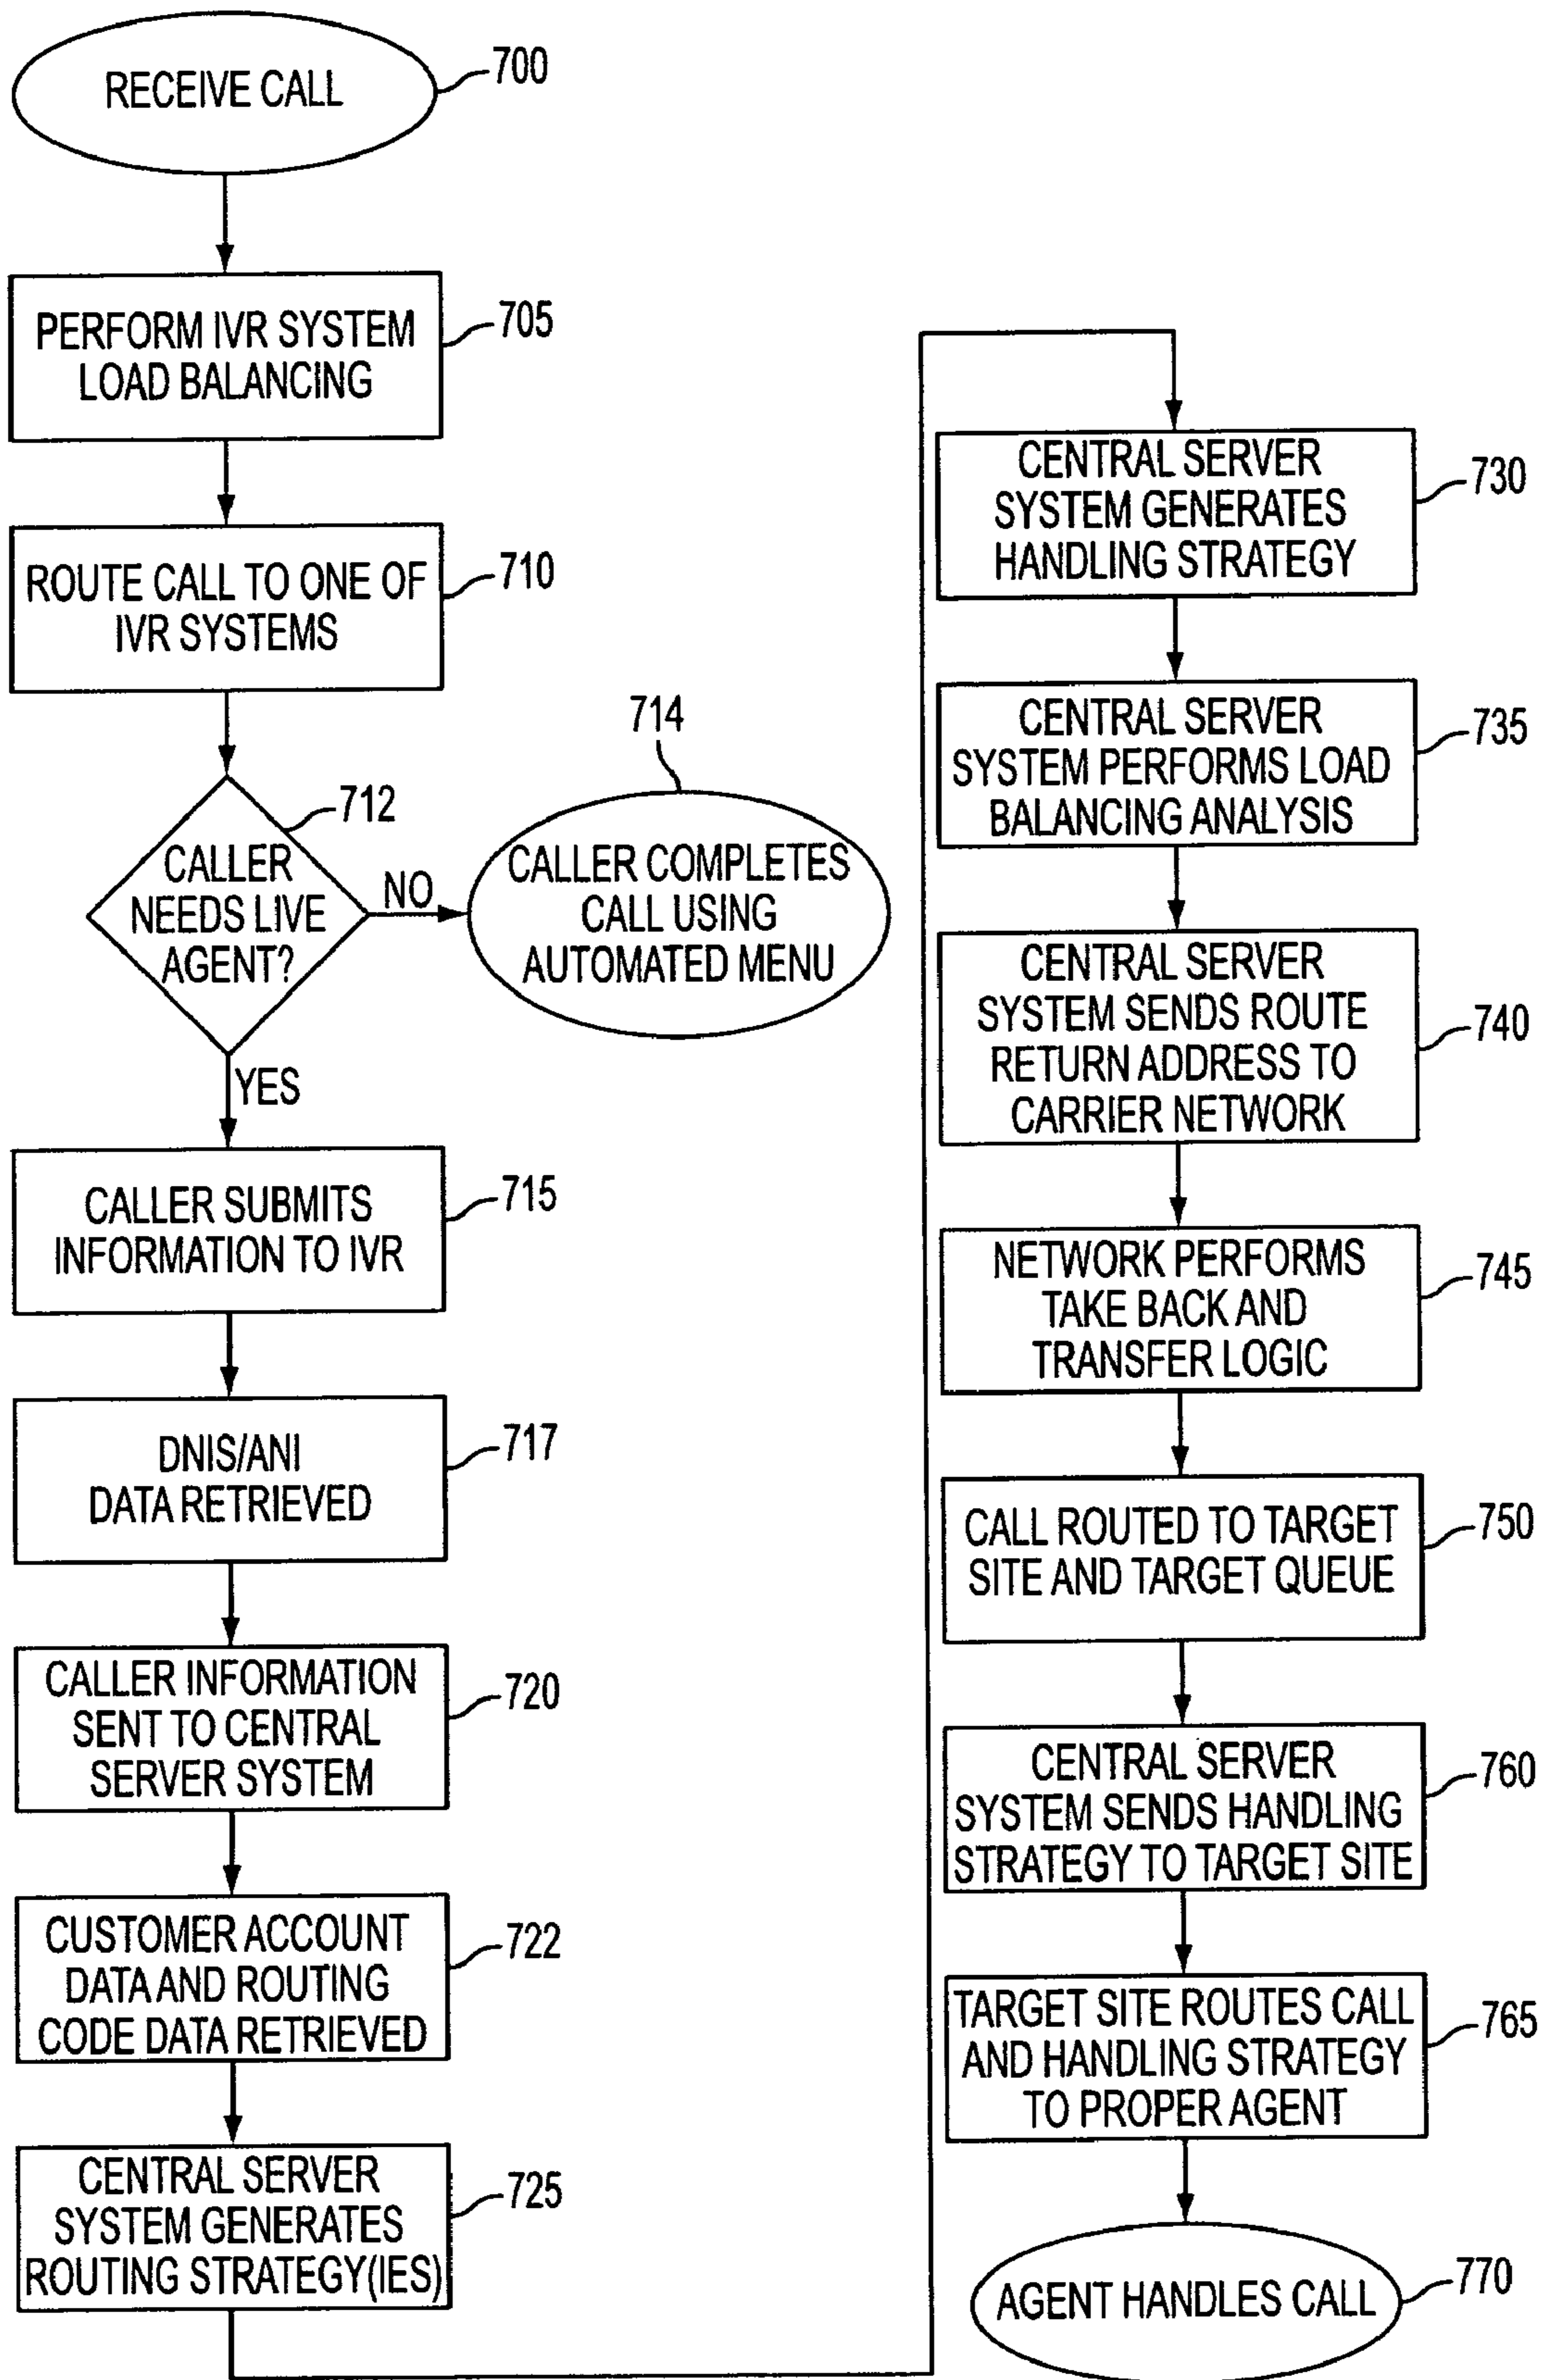 RECEIVE CALL
700
PERFORM IVR SYSTEM
LOAD BALANCING
705
ROUTE CALL TO ONE OF
IVR SYSTEMS
710
CALLER
NEEDS LIVE
AGENT?
712
NO
714
CALLER COMPLETES
CALL USING
AUTOMATED MENU
YES
CALLER SUBMITS
INFORMATION TO IVR
715
DNIS/ANI
DATA RETRIEVED
717
CALLER INFORMATION
SENT TO CENTRAL
SERVER SYSTEM
720
CUSTOMER ACCOUNT
DATA AND ROUTING
CODE DATA RETRIEVED
722
CENTRAL SERVER
SYSTEM GENERATES
ROUTING STRATEGY(IES)
725
CENTRAL SERVER
SYSTEM GENERATES
HANDLING STRATEGY
730
CENTRAL SERVER
SYSTEM PERFORMS LOAD
BALANCING ANALYSIS
735
CENTRAL SERVER
SYSTEM SENDS ROUTE
RETURN ADDRESS TO
CARRIER NETWORK
740
NETWORK PERFORMS
TAKE BACK AND
TRANSFER LOGIC
745
CALL ROUTED TO TARGET
SITE AND TARGET QUEUE
750
CENTRAL SERVER
SYSTEM SENDS HANDLING
STRATEGY TO TARGET SITE
760
TARGET SITE ROUTES CALL
AND HANDLING STRATEGY
TO PROPER AGENT
765
AGENT HANDLES CALL
770